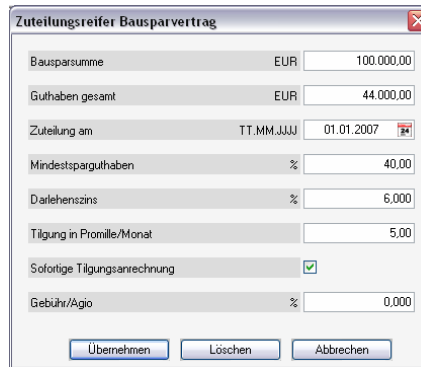 Zuteilungsreifer Bausparvertrag
Bausparsumme EUR 100.000,00
Guthaben gesamt EUR 44.000,00
Zuteilung am TT.MM.JJJJ 01.01.2007 24
Mindestsparguthaben % 40,00
Darlehenszins % 6,000
Tilgung in Promille/Monat 5,00
Sofortige Tilgungsanrechnung
Gebühr/Agio % 0,000
Übernehmen Löschen Abbrechen